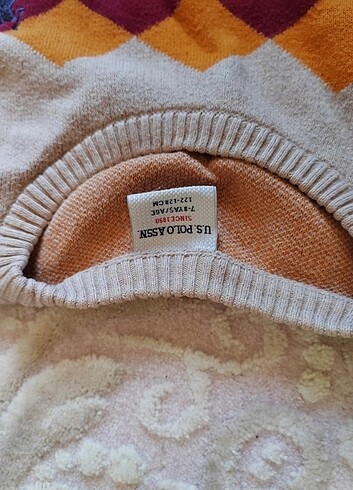 U.S. POLO ASSN.
SINCE 1890
7-8 YAŞ/AGE
122-128 CM